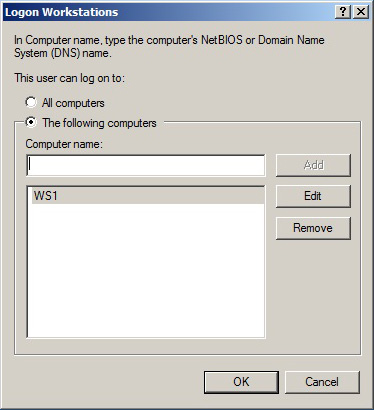 Logon Workstations
In Computer name, type the computer's NetBIOS or Domain Name
System (DNS) name.
This user can log on to:
All computers
The following computers
Computer name:
Add
WS1
Edit
Remove
OK
Cancel